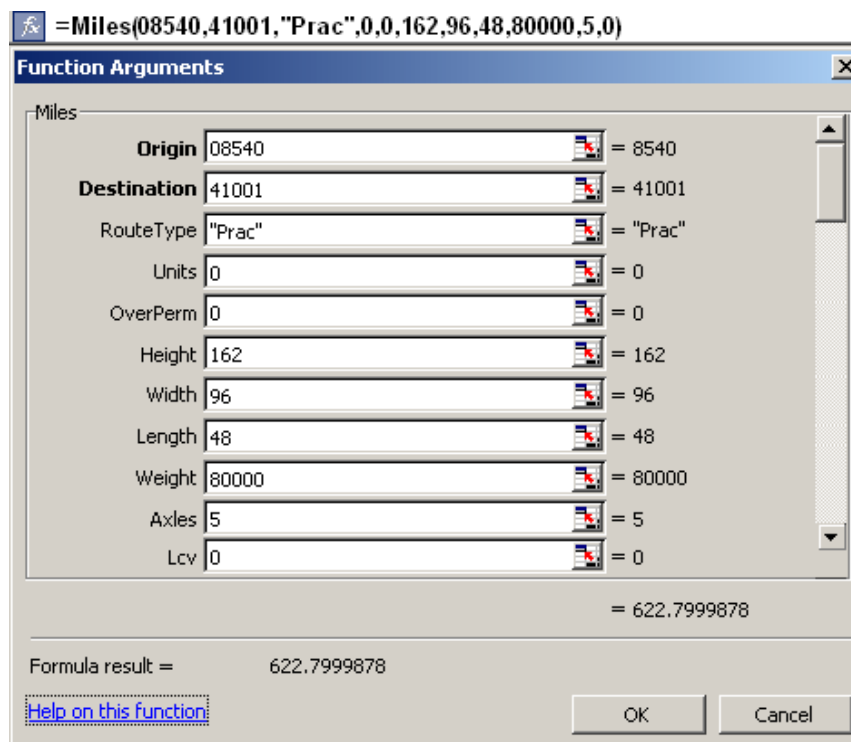 fx =Miles(08540,41001,"Prac",0,0,162,96,48,80000,5,0)
Function Arguments
Miles
Origin 08540 = 8540
Destination 41001 = 41001
RouteType "Prac" = "Prac"
Units 0 = 0
OverPerm 0 = 0
Height 162 = 162
Width 96 = 96
Length 48 = 48
Weight 80000 = 80000
Axles 5 = 5
Lcv 0 = 0
= 622.7999878
Formula result = 622.7999878
Help on this function OK Cancel